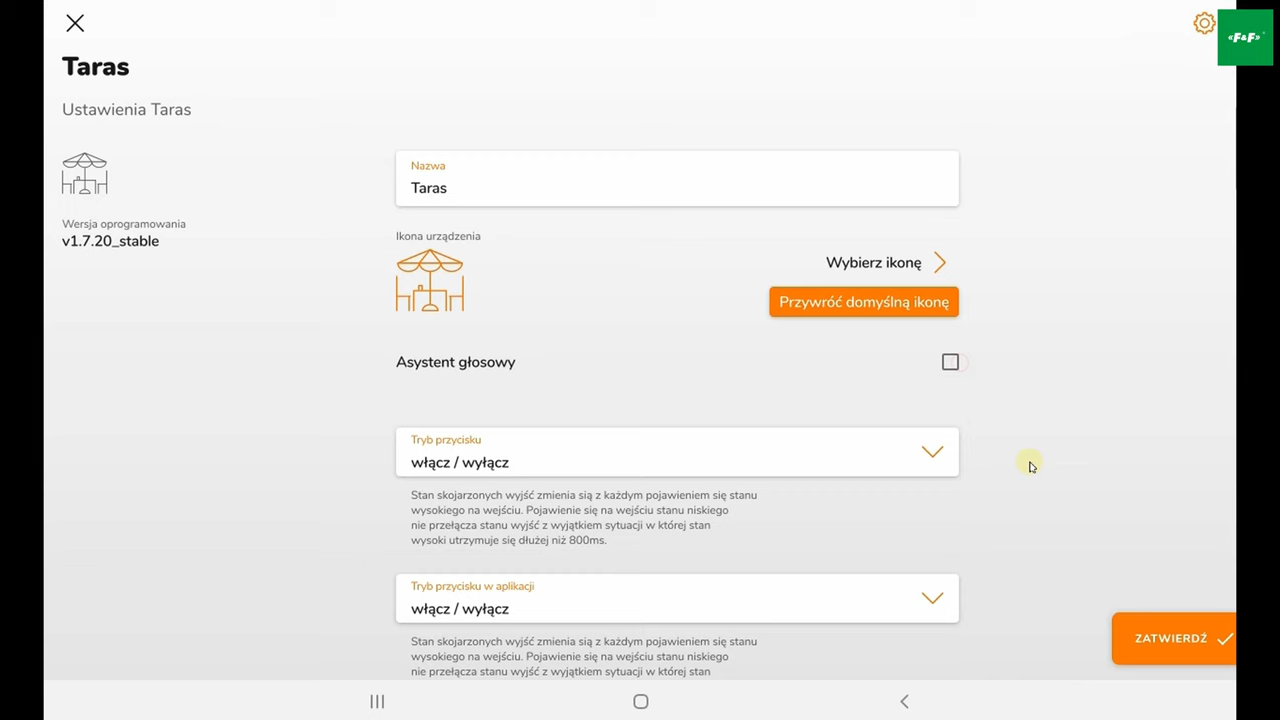 «F&F»
Taras
Ustawienia Taras
Wersja oprogramowania
v1.7.20_stable
Nazwa
Taras
Ikona urządzenia
Wybierz ikonę
Przywróć domyślną ikonę
Asystent głosowy
Tryb przycisku
włącz / wyłącz
Stan skojarzonych wyjść zmienia sią z każdym pojawieniem się stanu
wysokiego na wejściu. Pojawienie się na wejściu stanu niskiego
nie przełącza stanu wyjść z wyjątkiem sytuacji w której stan
wysoki utrzymuje się dłużej niż 800ms.
Tryb przycisku w aplikacji
włącz / wyłącz
Stan skojarzonych wyjść zmienia sią z każdym pojawieniem się stanu
wysokiego na wejściu. Pojawienie się na wejściu stanu niskiego
nie przełącza stanu wyjść z wyjątkiem sytuacji w której stan
ZATWIERDŹ